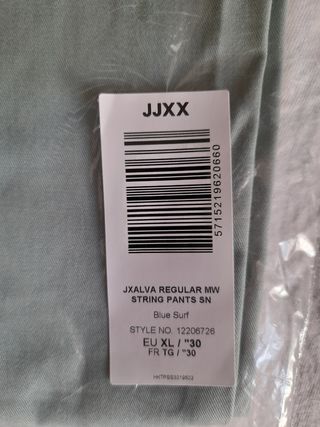 JJXX
5715219620660
JXALVA REGULAR MW
STRING PANTS SN
Blue Surf
STYLE NO. 12206726
EU XL / "30
FR TG / "30